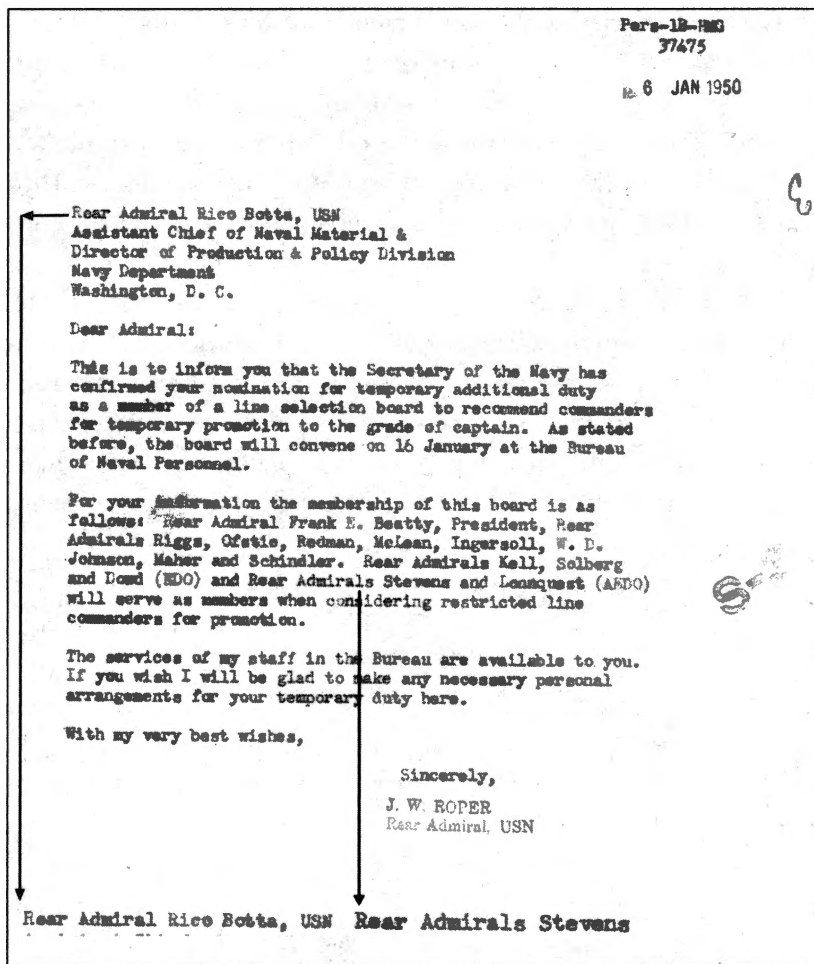 Pers-1B-HMG
37475
6 JAN 1950
Rear Admiral Rico Botta, USN
Assistant Chief of Naval Material &
Director of Production & Policy Division
Navy Department
Washington, D. C.
Dear Admiral:
This is to inform you that the Secretary of the Navy has
confirmed your nomination for temporary additional duty
as a member of a line selection board to recommend commanders
for temporary promotion to the grade of captain. As stated
before, the board will convene on 16 January at the Bureau
of Naval Personnel.
For your information the membership of this board is as
follows: Rear Admiral Frank E. Beatty, President, Rear
Admirals Riggs, Ofstie, Redman, McLean, Ingersoll, W. D.
Johnson, Maher and Schindler. Rear Admirals Kell, Solberg
and Dowd (EDO) and Rear Admirals Stevens and Lonnquest (AEDO)
will serve as members when considering restricted line
commanders for promotion.
The services of my staff in the Bureau are available to you.
If you wish I will be glad to make any necessary personal
arrangements for your temporary duty here.
With my very best wishes,
Sincerely,
J. W. ROPER
Rear Admiral, USN
Rear Admiral Rico Botta, USN Rear Admirals Stevens